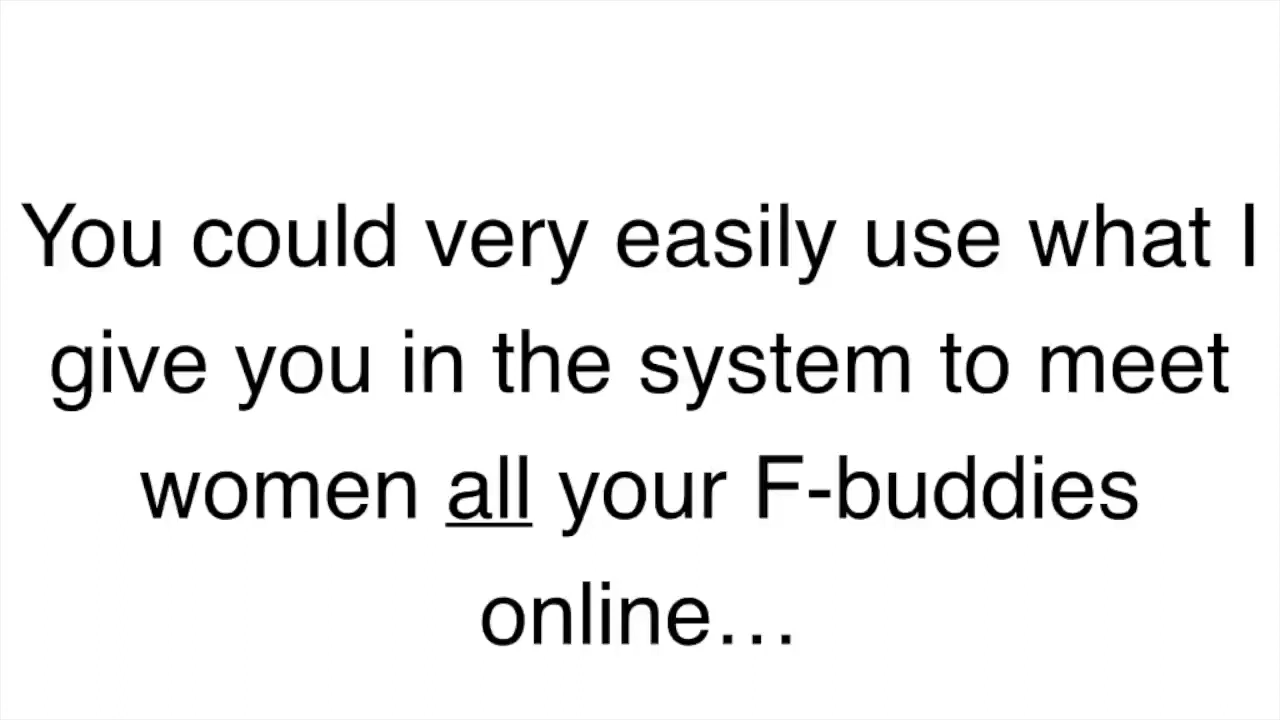 You could very easily use what I
give you in the system to meet
women all your F-buddies
online…